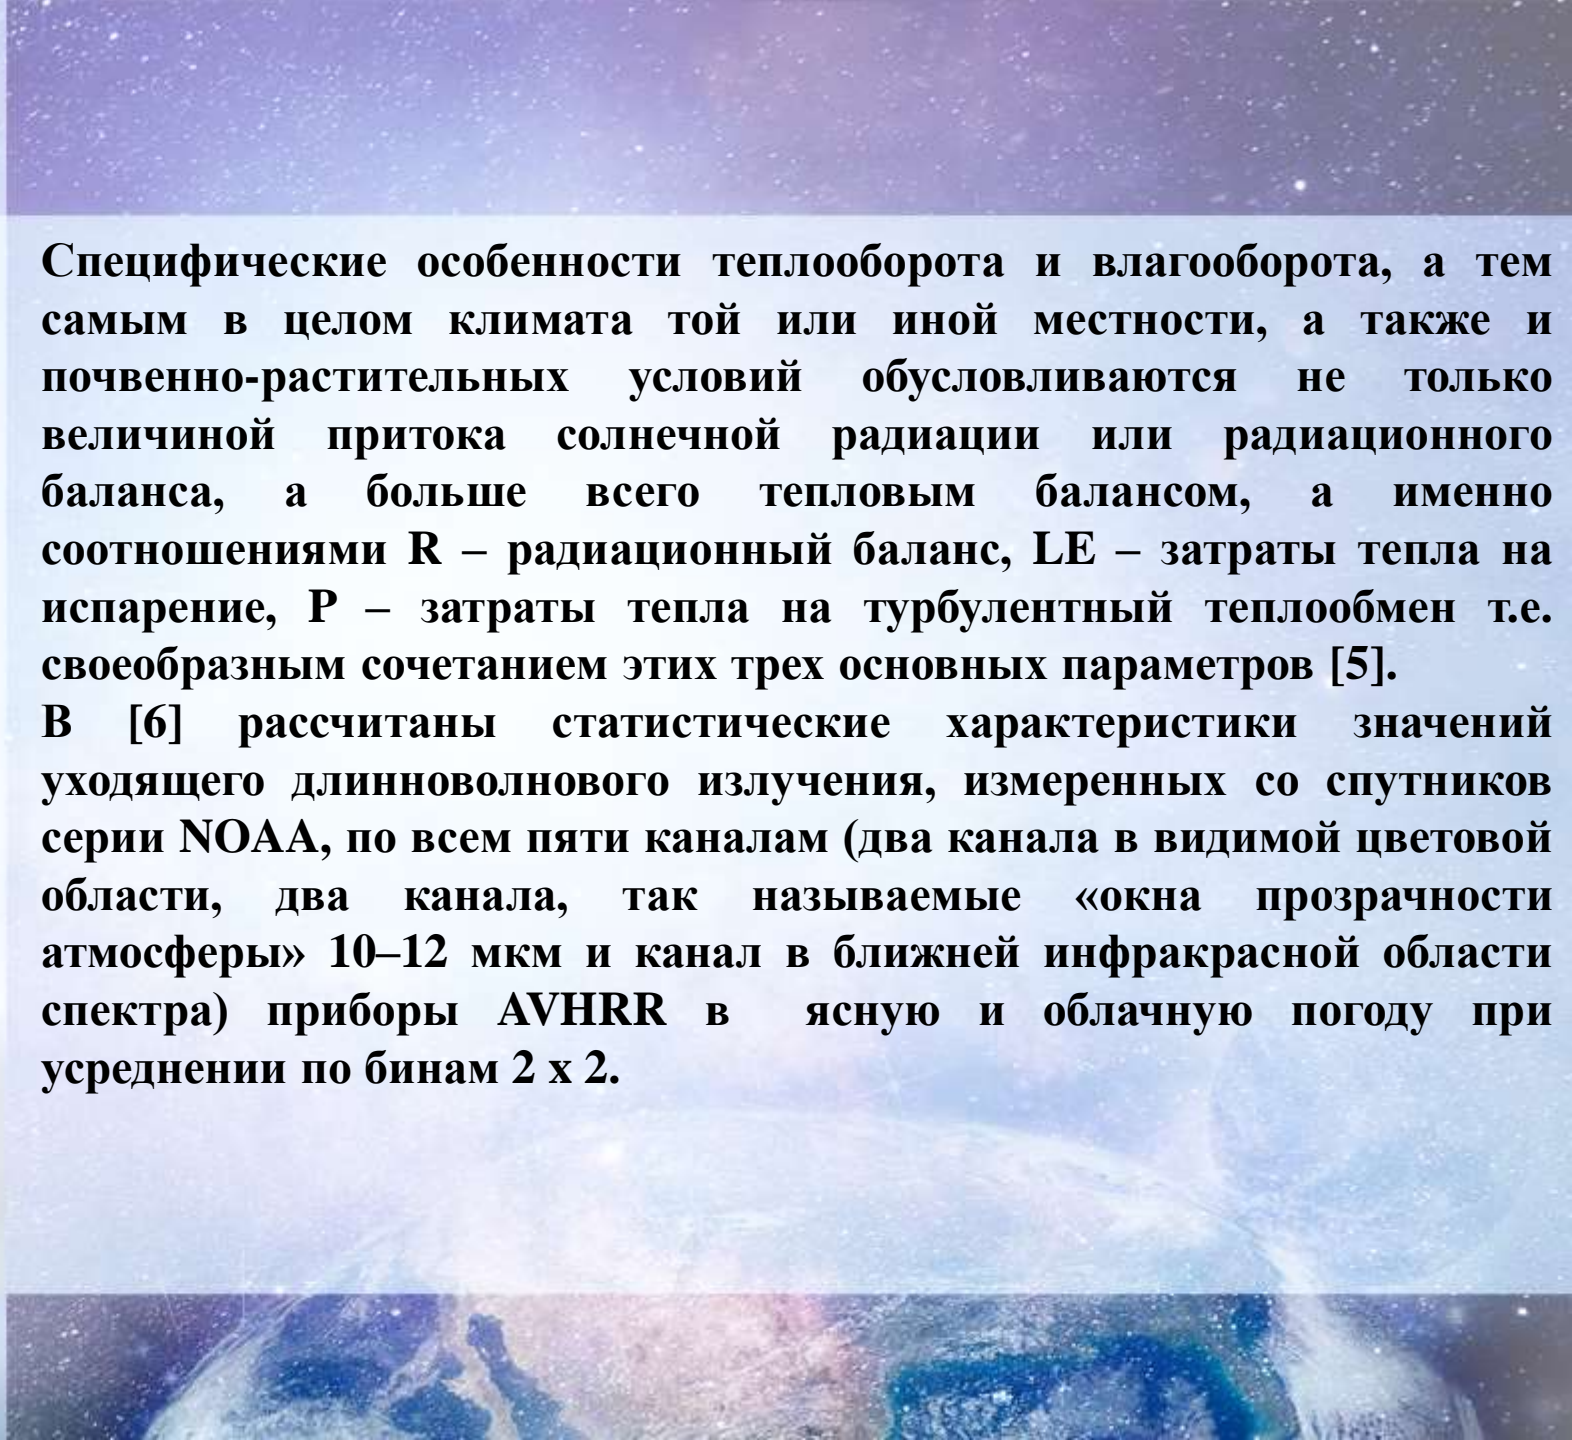 Специфические особенности теплооборота и влагооборота, а тем
самым в целом климата той или иной местности, а также и
почвенно-растительных условий обусловливаются не только
величиной притока солнечной радиации или радиационного
баланса, а больше всего тепловым балансом, а именно
соотношениями R – радиационный баланс, LE – затраты тепла на
испарение, P – затраты тепла на турбулентный теплообмен т.е.
своеобразным сочетанием этих трех основных параметров [5].
В [6] рассчитаны статистические характеристики значений
уходящего длинноволнового излучения, измеренных со спутников
серии NOAA, по всем пяти каналам (два канала в видимой цветовой
области, два канала, так называемые «окна прозрачности
атмосферы» 10–12 мкм и канал в ближней инфракрасной области
спектра) приборы AVHRR в ясную и облачную погоду при
усреднении по бинам 2 х 2.